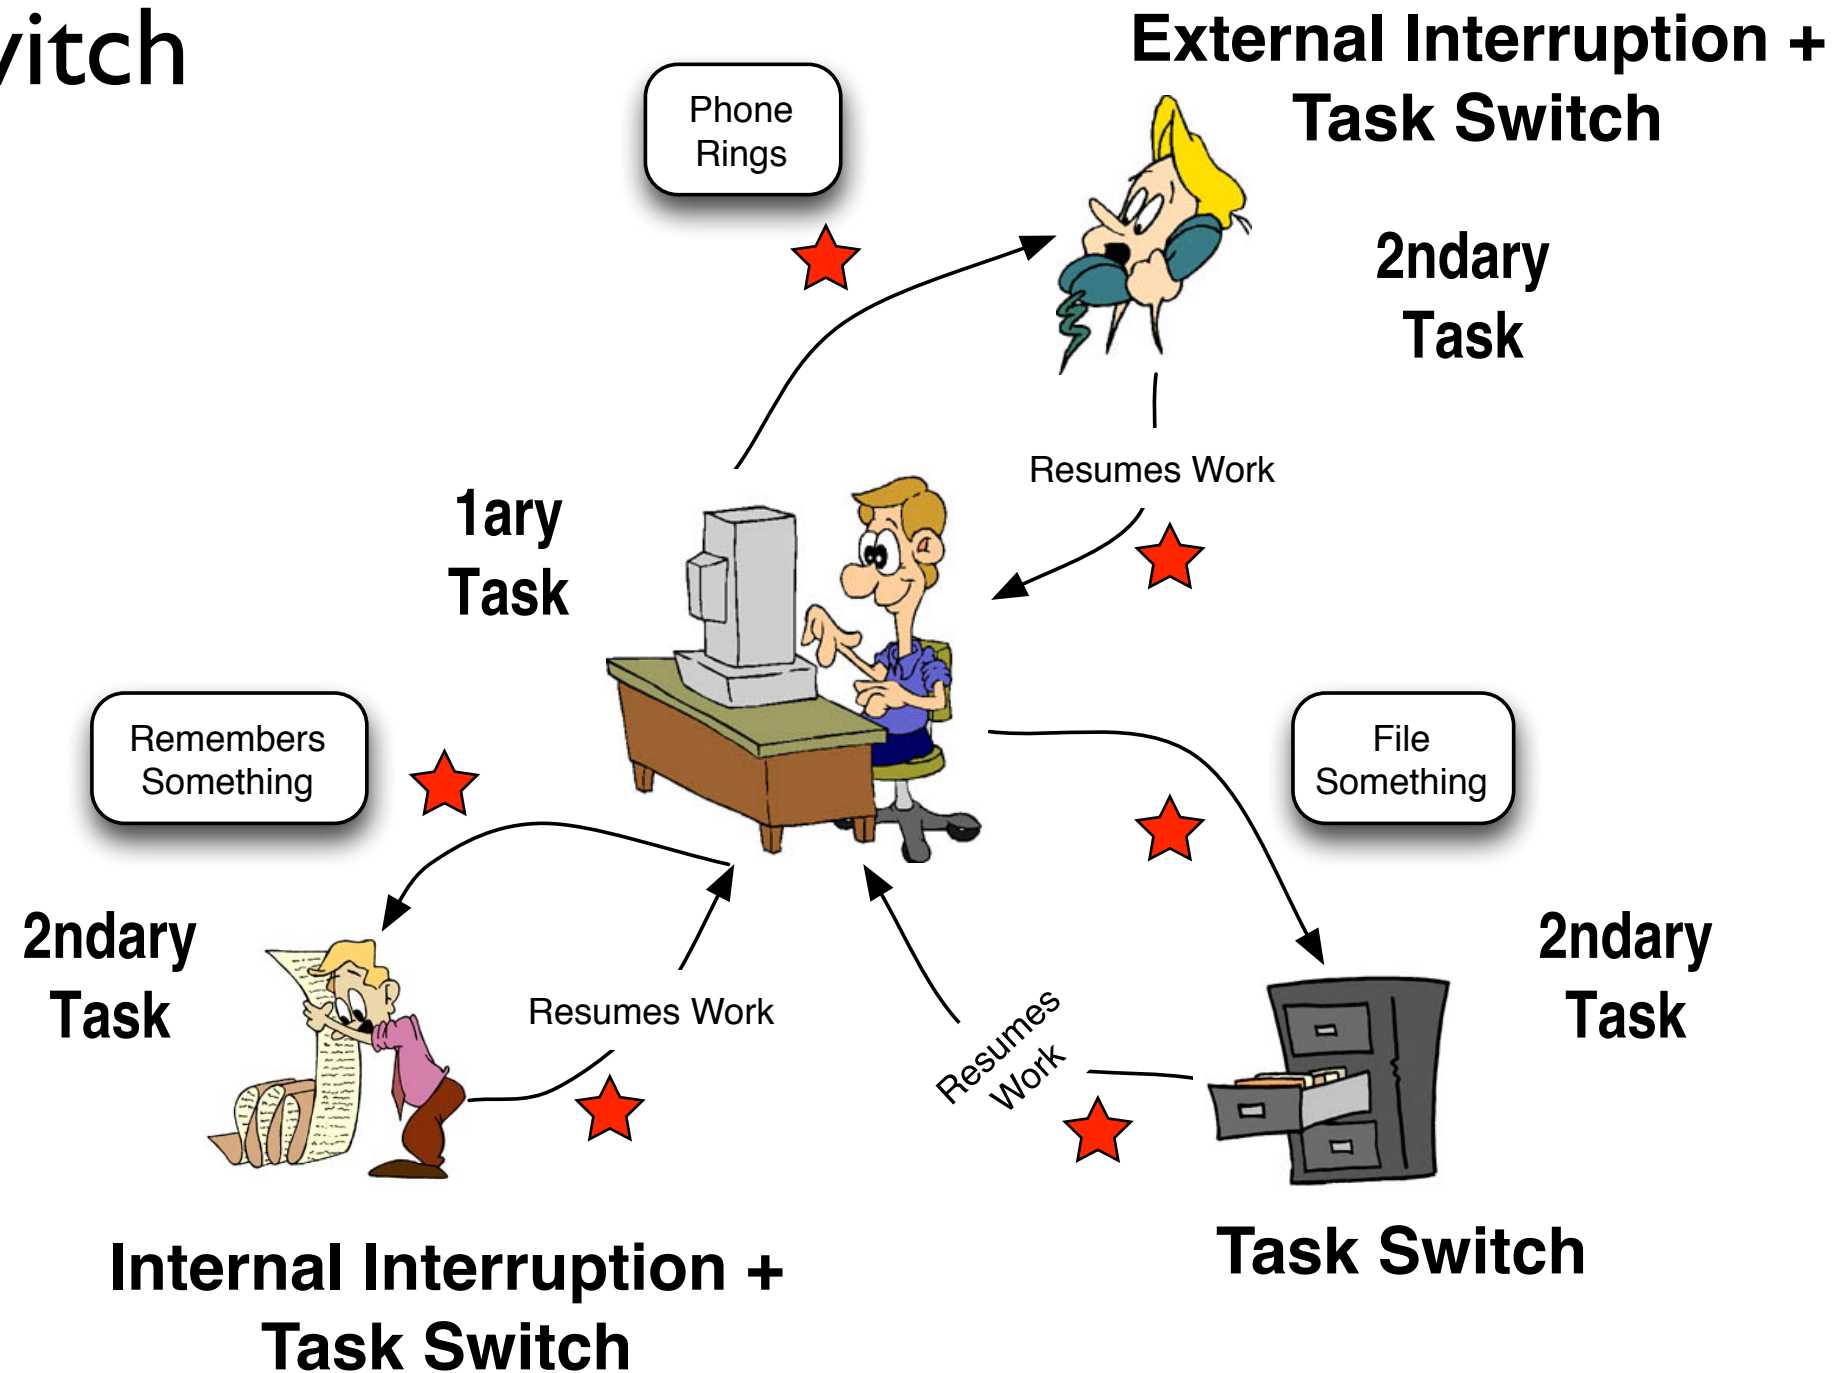 External Interruption +
Task Switch
Phone
Rings
2ndary
Task
Resumes Work
1ary
Task
Remembers
Something
File
Something
2ndary
Task
Resumes Work
Resumes
Work
2ndary
Task
Task Switch
Internal Interruption +
Task Switch